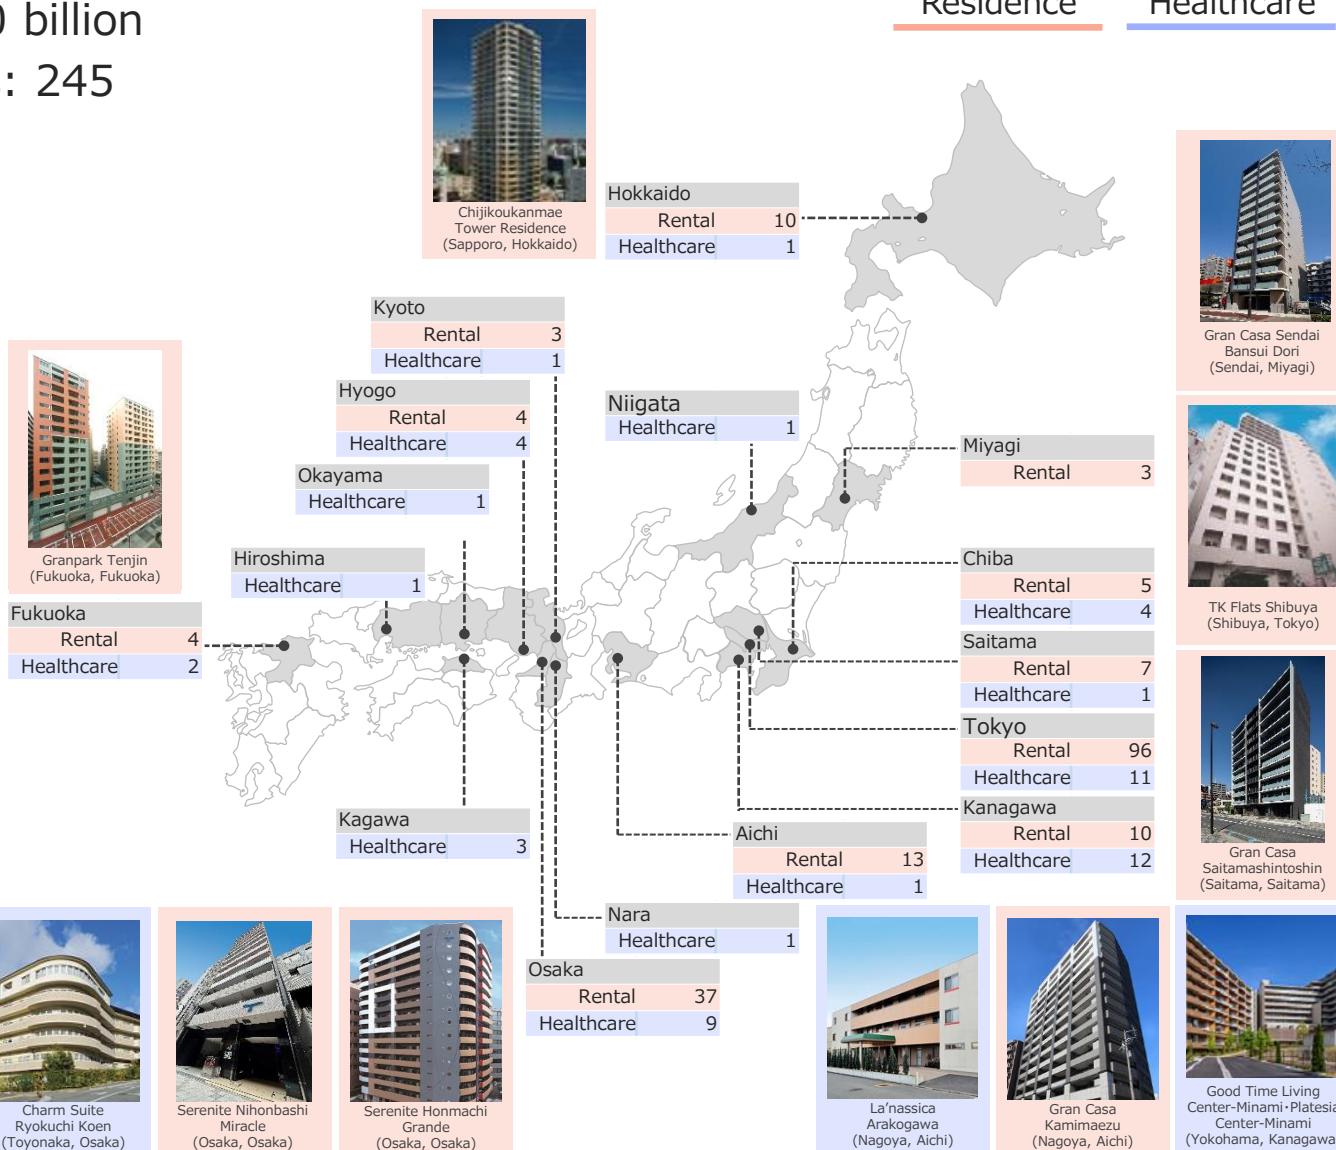 0 billion
: 245
Residence
Healthcare
Chijikoukanmae
Tower Residence
(Sapporo, Hokkaido)
Hokkaido
Rental 10
Healthcare 1
Gran Casa Sendai
Bansui Dori
(Sendai, Miyagi)
Kyoto
Rental 3
Healthcare 1
Hyogo
Rental 4
Healthcare 4
Okayama
Healthcare 1
Hiroshima
Healthcare 1
Niigata
Healthcare 1
Miyagi
Rental 3
Granpark Tenjin
(Fukuoka, Fukuoka)
Fukuoka
Rental 4
Healthcare 2
Chiba
Rental 5
Healthcare 4
Saitama
Rental 7
Healthcare 1
Tokyo
Rental 96
Healthcare 11
Kanagawa
Rental 10
Healthcare 12
TK Flats Shibuya
(Shibuya, Tokyo)
Gran Casa
Saitamashintoshin
(Saitama, Saitama)
Kagawa
Healthcare 3
Aichi
Rental 13
Healthcare 1
Nara
Healthcare 1
Osaka
Rental 37
Healthcare 9
Charm Suite
Ryokuchi Koen
(Toyonaka, Osaka)
Serenite Nihonbashi
Miracle
(Osaka, Osaka)
Serenite Honmachi
Grande
(Osaka, Osaka)
La'nassica
Arakogawa
(Nagoya, Aichi)
Gran Casa
Kamimaezu
(Nagoya, Aichi)
Good Time Living
Center-Minami・Platesia
Center-Minami
(Yokohama, Kanagawa